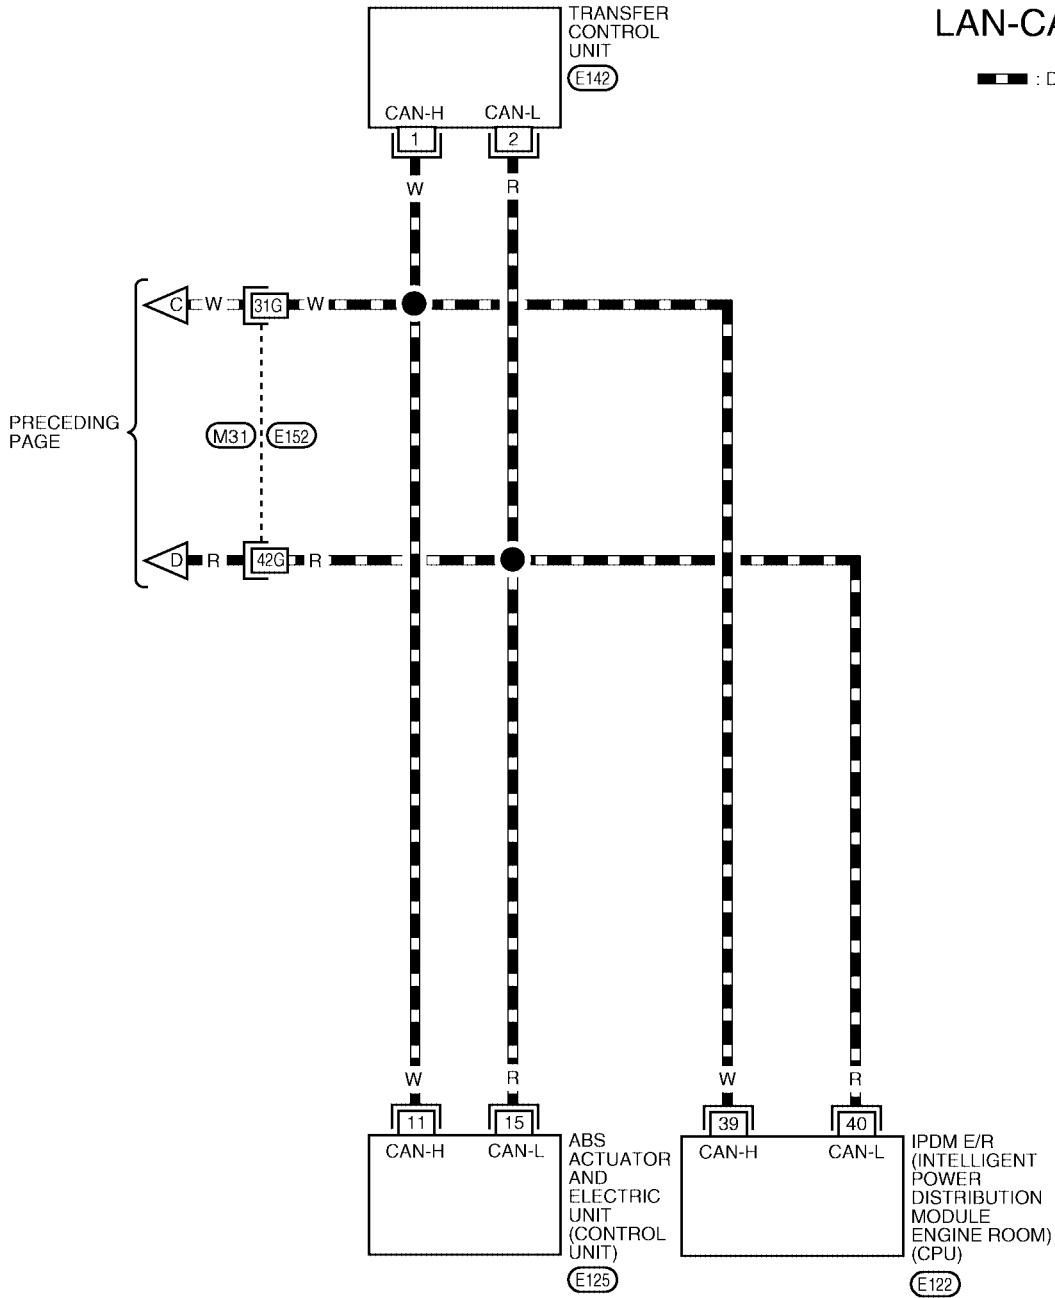 TRANSFER
CONTROL
UNIT
E142
LAN-CA
: D
CAN-H
CAN-L
1
2
W
R
C
W
31G
W
PRECEDING
PAGE
M31
E152
D
R
42G
R
W
R
W
R
11
15
39
40
CAN-H
CAN-L
CAN-H
CAN-L
ABS
ACTUATOR
AND
ELECTRIC
UNIT
(CONTROL
UNIT)
E125
IPDM E/R
(INTELLIGENT
POWER
DISTRIBUTION
MODULE
ENGINE ROOM)
(CPU)
E122